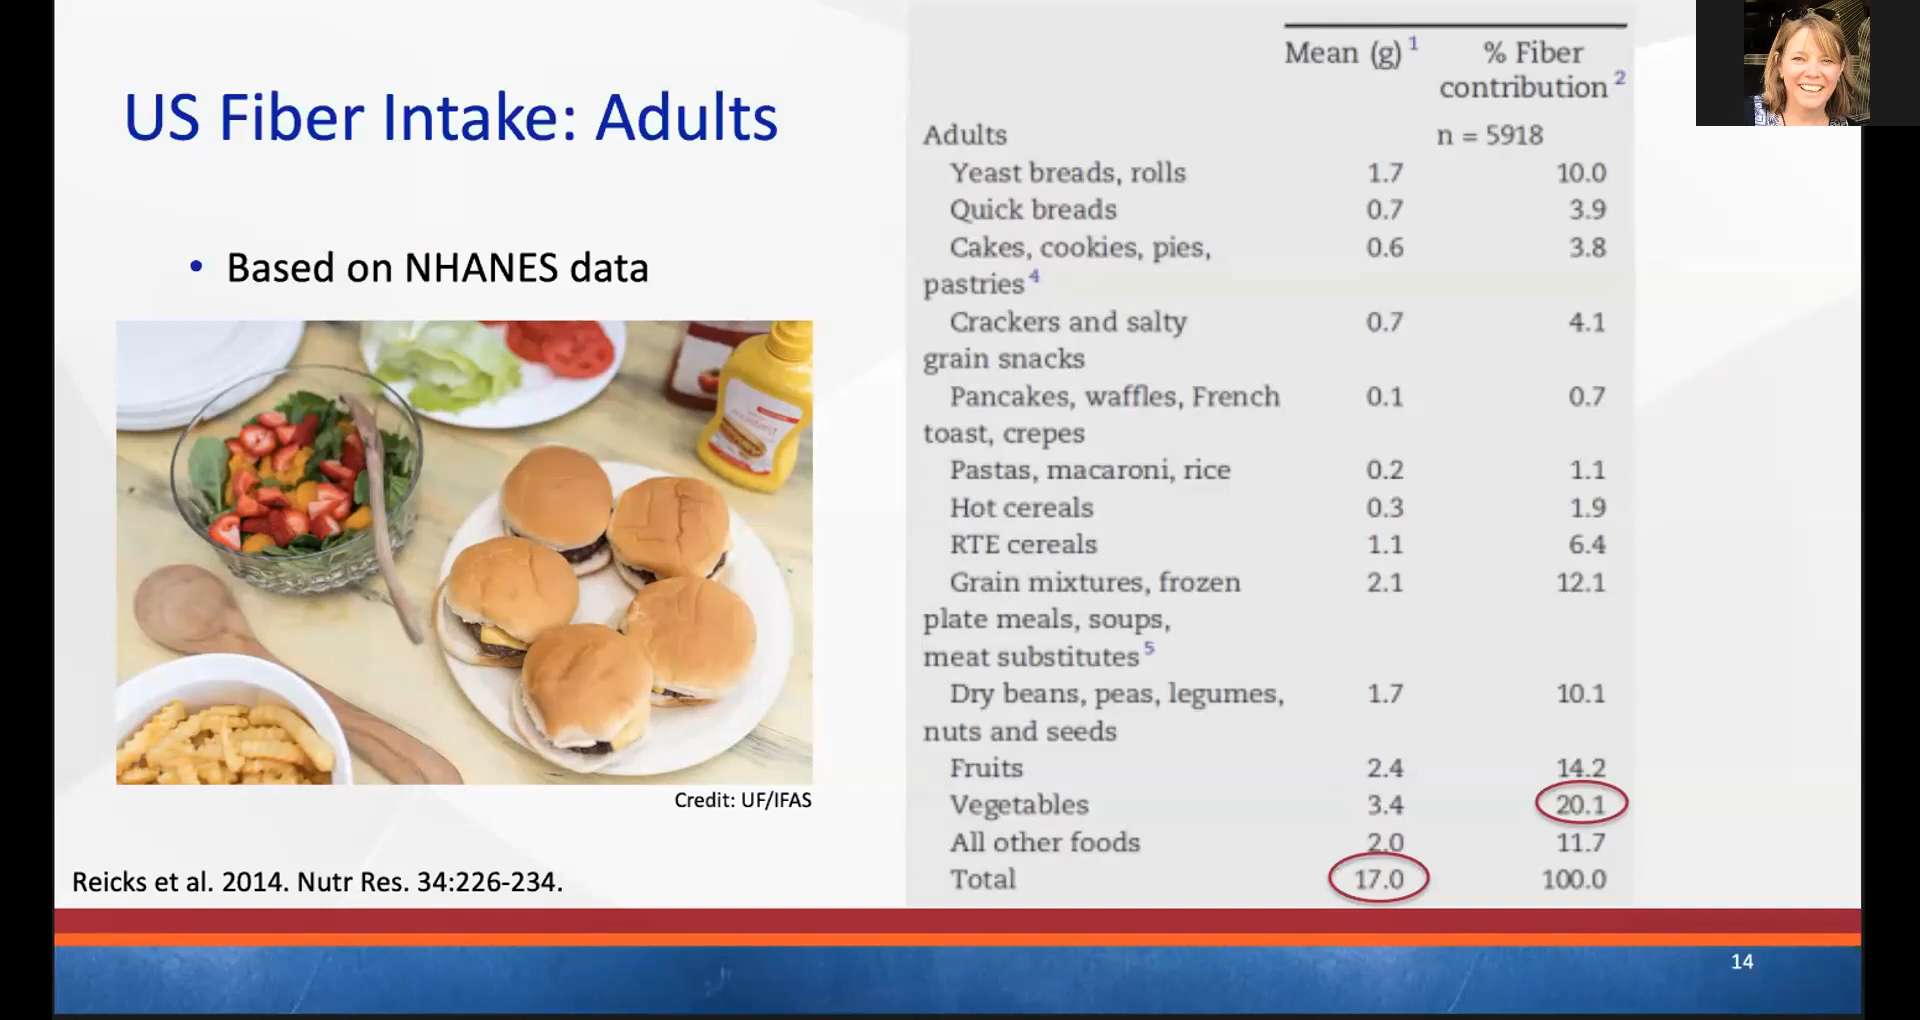 US Fiber Intake: Adults
• Based on NHANES data
Credit: UF/IFAS
Reicks et al. 2014. Nutr Res. 34:226-234.
Mean (g) 1 % Fiber
contribution 2
Adults n = 5918
Yeast breads, rolls 1.7 10.0
Quick breads 0.7 3.9
Cakes, cookies, pies, 0.6 3.8
pastries 4
Crackers and salty 0.7 4.1
grain snacks
Pancakes, waffles, French 0.1 0.7
toast, crepes
Pastas, macaroni, rice 0.2 1.1
Hot cereals 0.3 1.9
RTE cereals 1.1 6.4
Grain mixtures, frozen 2.1 12.1
plate meals, soups,
meat substitutes 5
Dry beans, peas, legumes, 1.7 10.1
nuts and seeds
Fruits 2.4 14.2
Vegetables 3.4 20.1
All other foods 2.0 11.7
Total 17.0 100.0
14